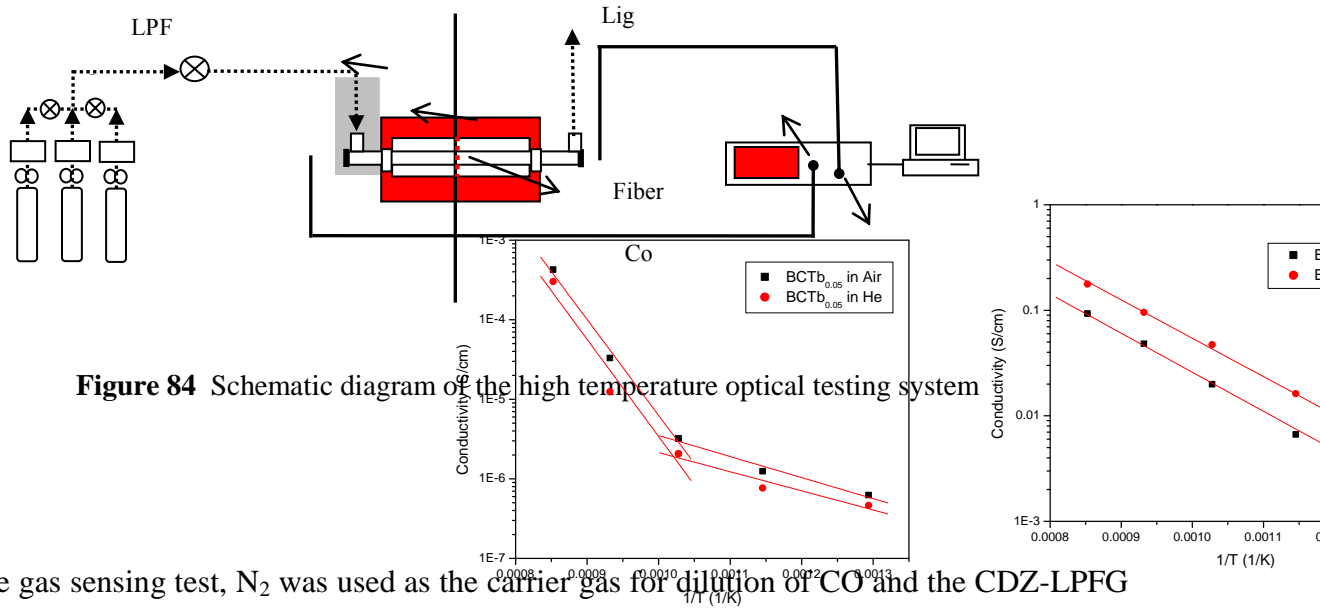 LPF
Lig
Fiber
Co
Figure 84 Schematic diagram of the high temperature optical testing system
1E-3
1E-4
1E-5
1E-6
1E-7
Conductivity (S/cm)
BCTb0.05 in Air
BCTb0.05 in He
0.0008 0.0009 0.0010 0.0011 0.0012 0.0013
1/T (1/K)
1
0.1
0.01
1E-3
Conductivity (S/cm)
B
B
0.0008 0.0009 0.0010 0.0011
1/T (1/K)
e gas sensing test, N2 was used as the carrier gas for dilution of CO and the CDZ-LPFG